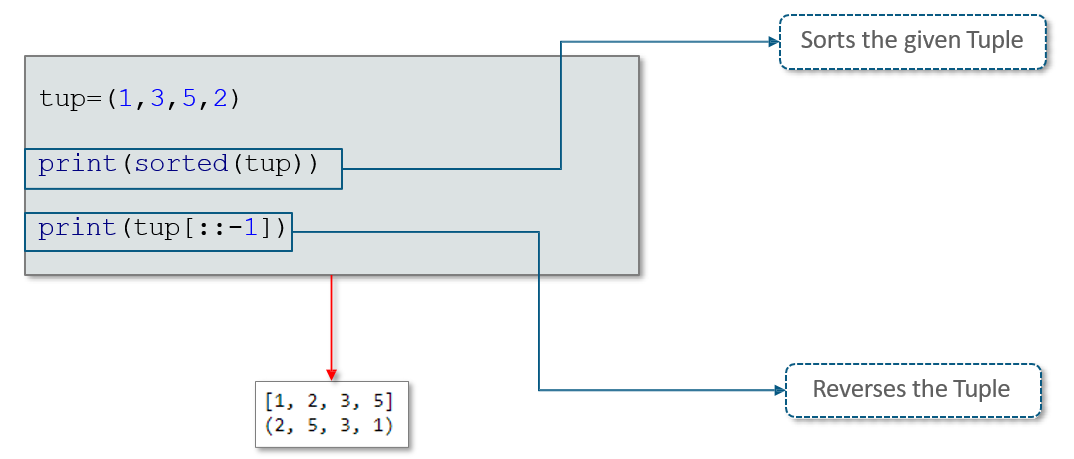 Sorts the given Tuple
tup=(1,3,5,2)
print(sorted(tup))
print(tup[::-1])
Reverses the Tuple
[1, 2, 3, 5]
(2, 5, 3, 1)